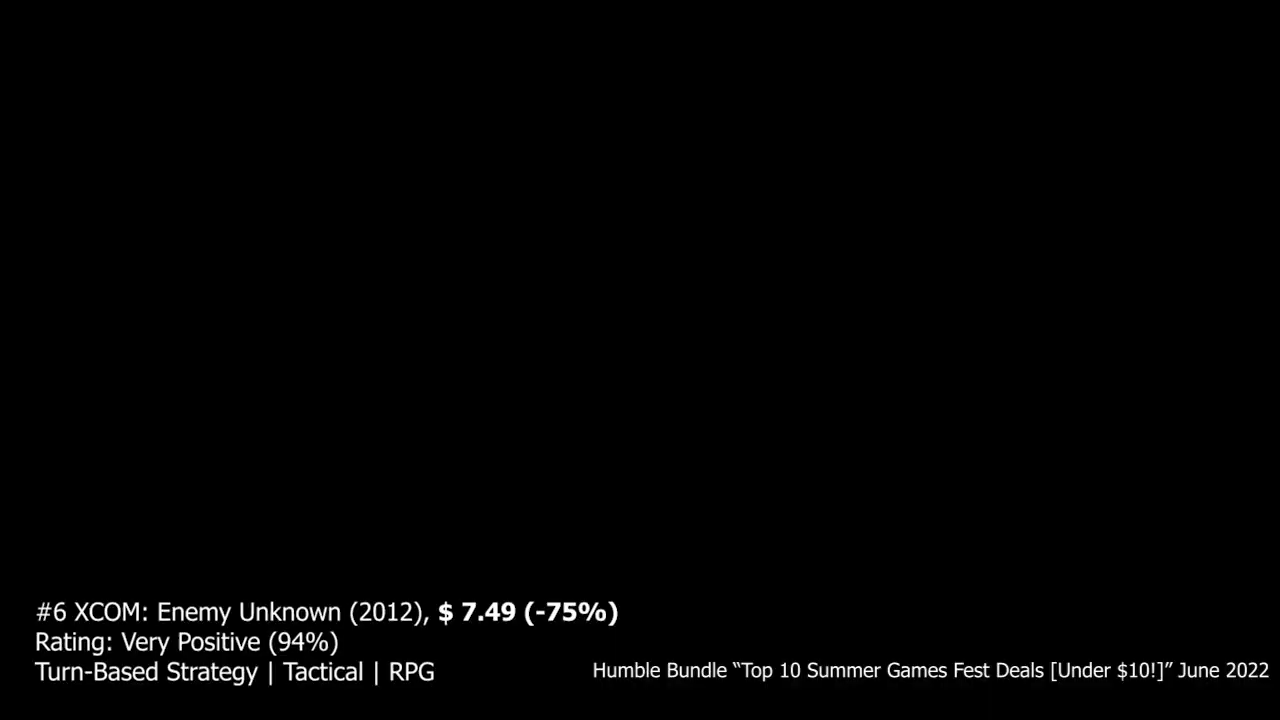 #6 XCOM: Enemy Unknown (2012), $ 7.49 (-75%)
Rating: Very Positive (94%)
Turn-Based Strategy | Tactical | RPG
Humble Bundle “Top 10 Summer Games Fest Deals [Under $10!]” June 2022